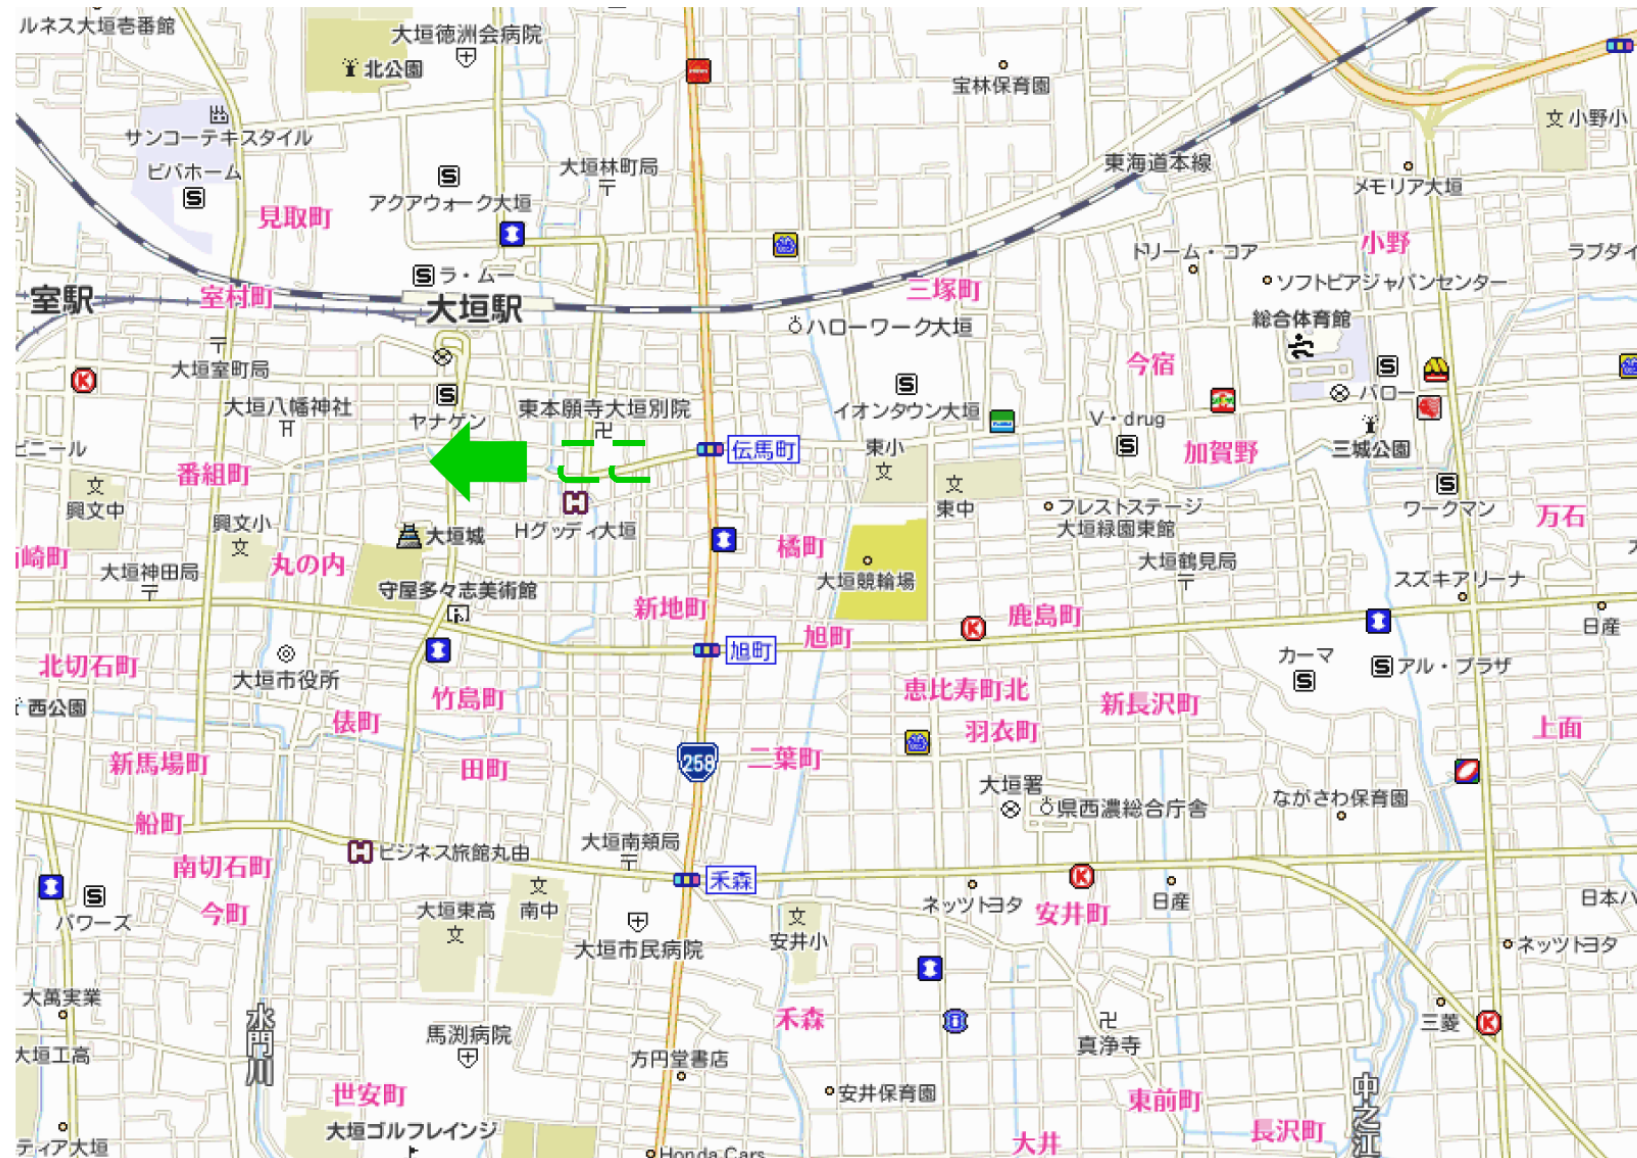 ルネス大垣壱番館
大垣徳洲会病院
北公園
宝林保育園
小野小
サンコーテキスタイル
ビバホーム
大垣林町局
東海道本線
メモリア大垣
アクアウォーク大垣
見取町
小野
ドリーム・コア
ラブダイ
ラ・ムー
ソフトピアジャパンセンター
室駅
室村町
大垣駅
三塚町
ハローワーク大垣
総合体育館
大垣室町局
今宿
バロー
大垣八幡神社
ヤナゲン
東本願寺大垣別院
イオンタウン大垣
V・drug
ビニール
伝馬町
東小
加賀野
三城公園
番組町
興文中
興文小
大垣城
Hグッディ大垣
東中
フレストステージ
大垣緑園東館
ワークマン
万石
崎町
大垣神田局
丸の内
橘町
大垣競輪場
大垣鶴見局
スズキアリーナ
守屋多々志美術館
新地町
旭町
旭町
鹿島町
日産
北切石町
大垣市役所
カーマ
アル・プラザ
西公園
俵町
竹島町
恵比寿町北
羽衣町
新長沢町
上面
新馬場町
田町
258
二葉町
大垣署
県西濃総合庁舎
ながさわ保育園
船町
ビジネス旅館丸由
大垣南頬局
南切石町
禾森
今町
パワーズ
大垣東高
南中
ネッツトヨタ
安井町
日産
日本ハ
大垣市民病院
安井小
ネッツトヨタ
大萬実業
水門川
禾森
三菱
大垣工高
馬渕病院
方円堂書店
真浄寺
世安町
安井保育園
東前町
中之江
大垣ゴルフレインジ
長沢町
ティア大垣
大井
Honda Cars